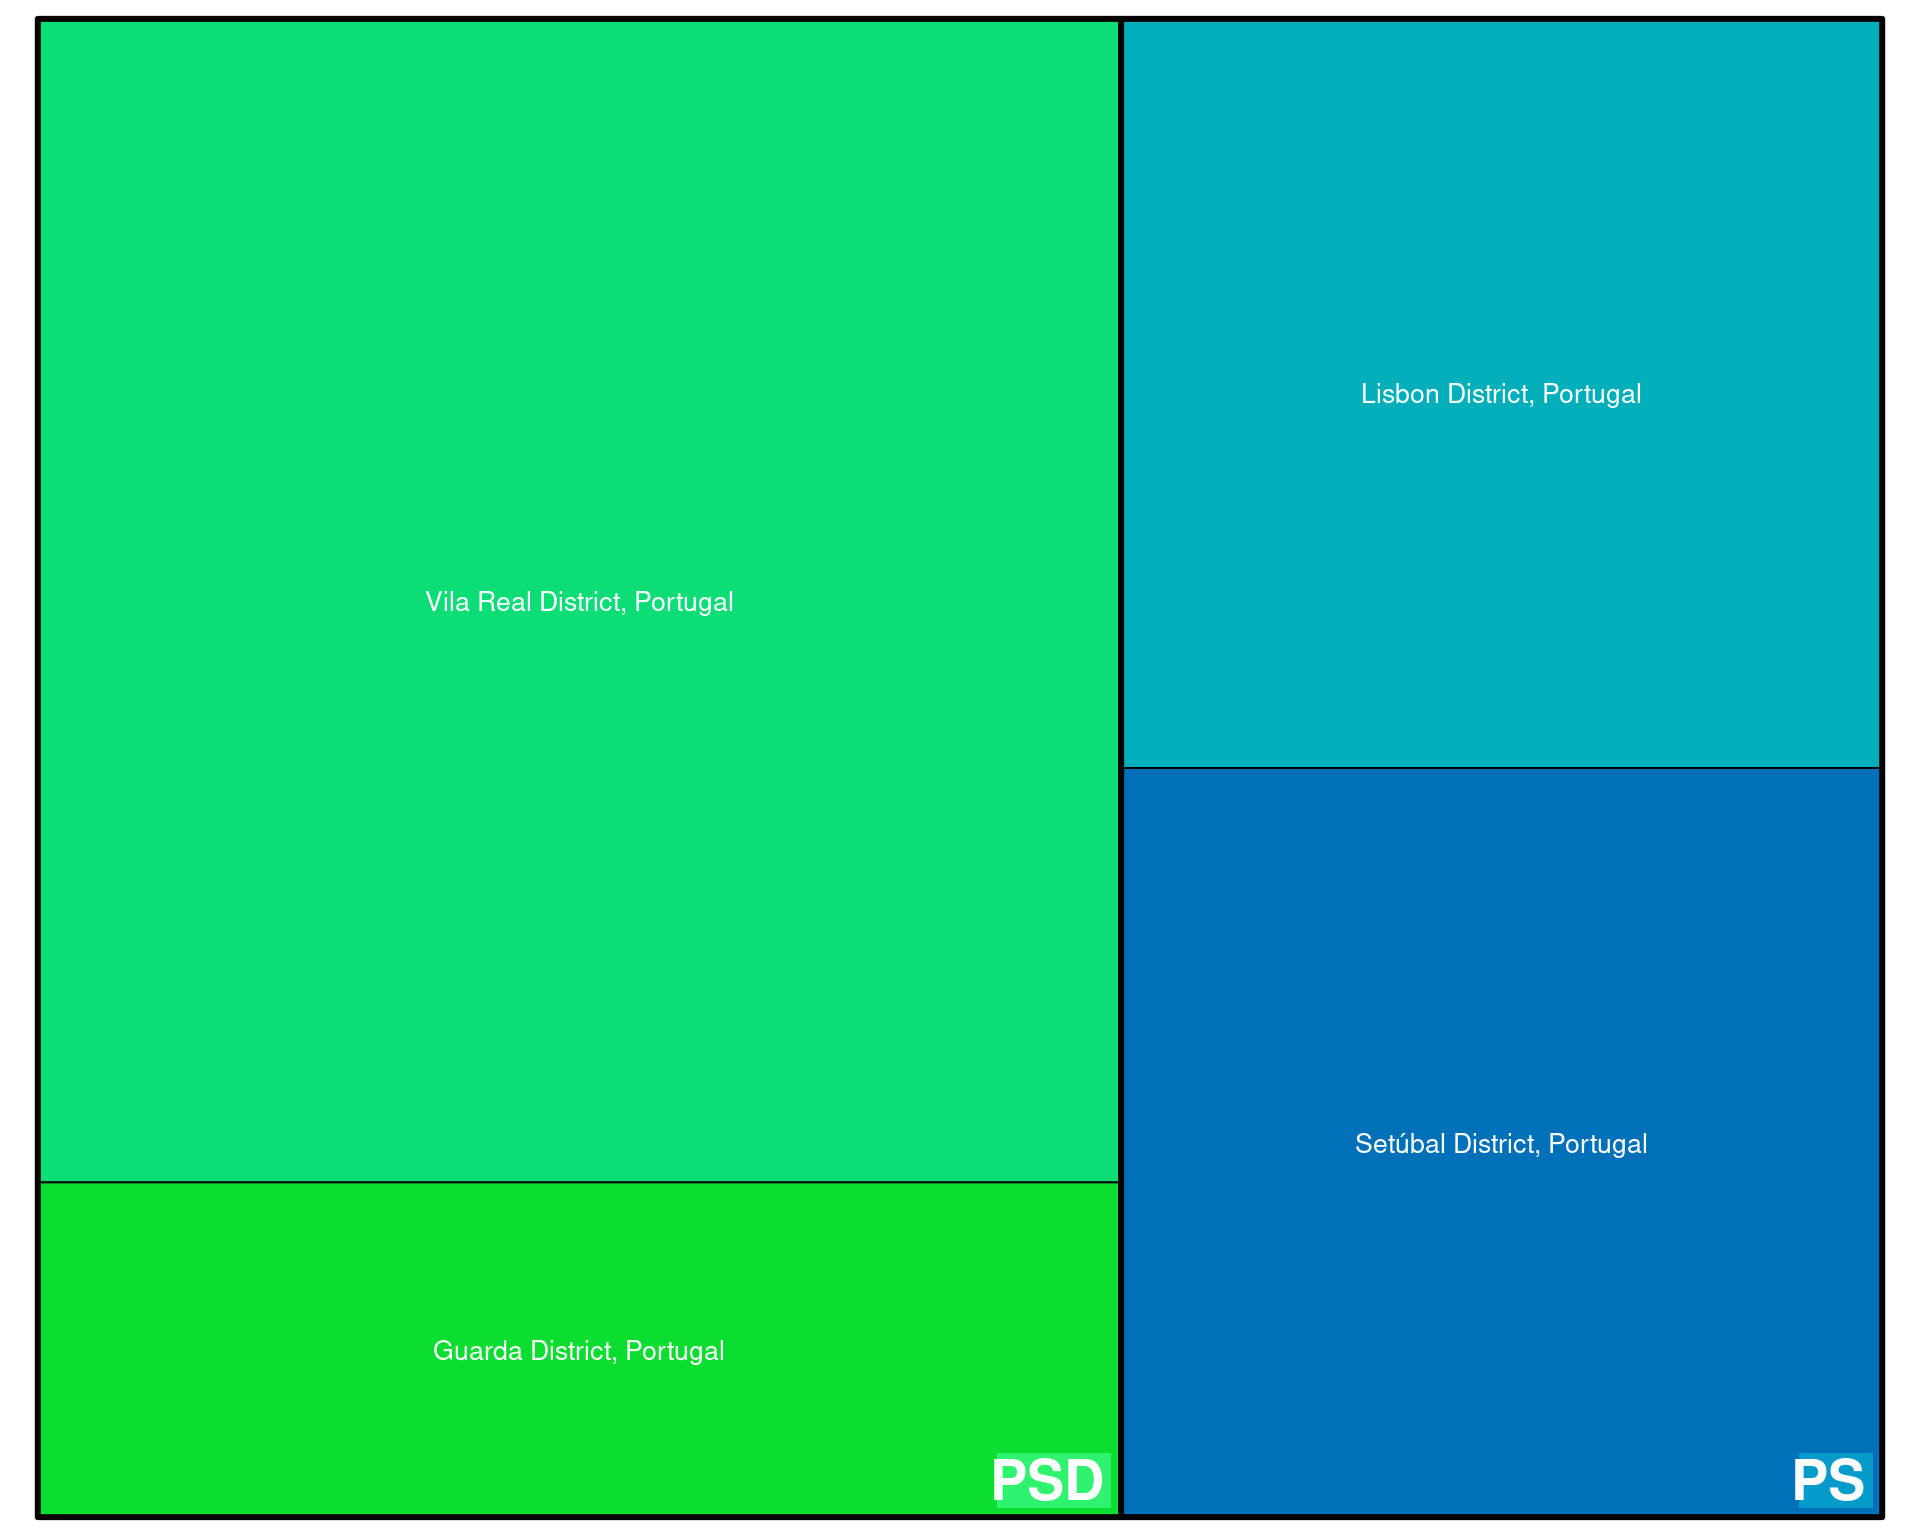 Vila Real District, Portugal
Guarda District, Portugal
PSD
Lisbon District, Portugal
Setúbal District, Portugal
PS